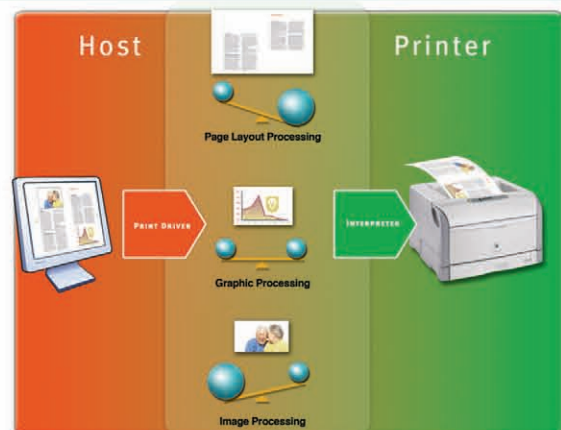 Host
Printer
Page Layout Processing
PRINT DRIVER
INTERPRETER
Graphic Processing
Image Processing